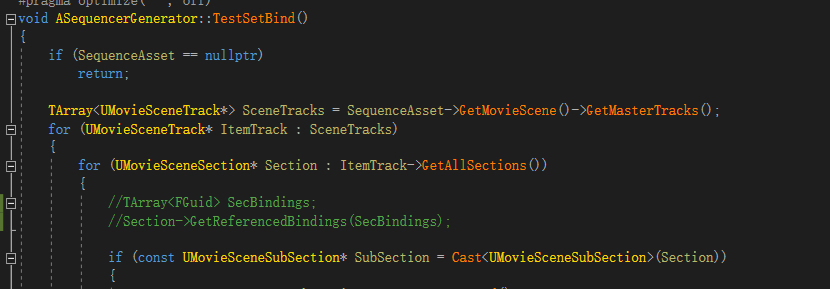 #pragma optimize("", off)
void ASequencerGenerator::TestSetBind()
{
if (SequenceAsset == nullptr)
return;
TArray<UMovieSceneTrack*> SceneTracks = SequenceAsset->GetMovieScene()->GetMasterTracks();
for (UMovieSceneTrack* ItemTrack : SceneTracks)
{
for (UMovieSceneSection* Section : ItemTrack->GetAllSections())
{
//TArray<FGuid> SecBindings;
//Section->GetReferencedBindings(SecBindings);
if (const UMovieSceneSubSection* SubSection = Cast<UMovieSceneSubSection>(Section))
{